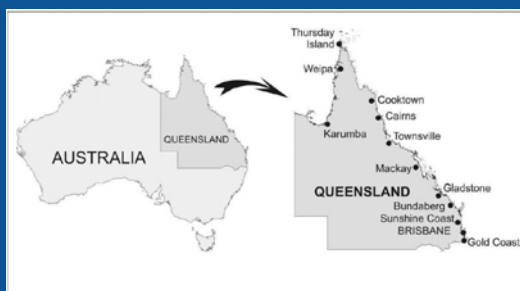 AUSTRALIA
QUEENSLAND
Thursday
Island
Weipa
Cooktown
Cairns
Karumba
Townsville
Mackay
QUEENSLAND
Gladstone
Bundaberg
Sunshine Coast
BRISBANE
Gold Coast